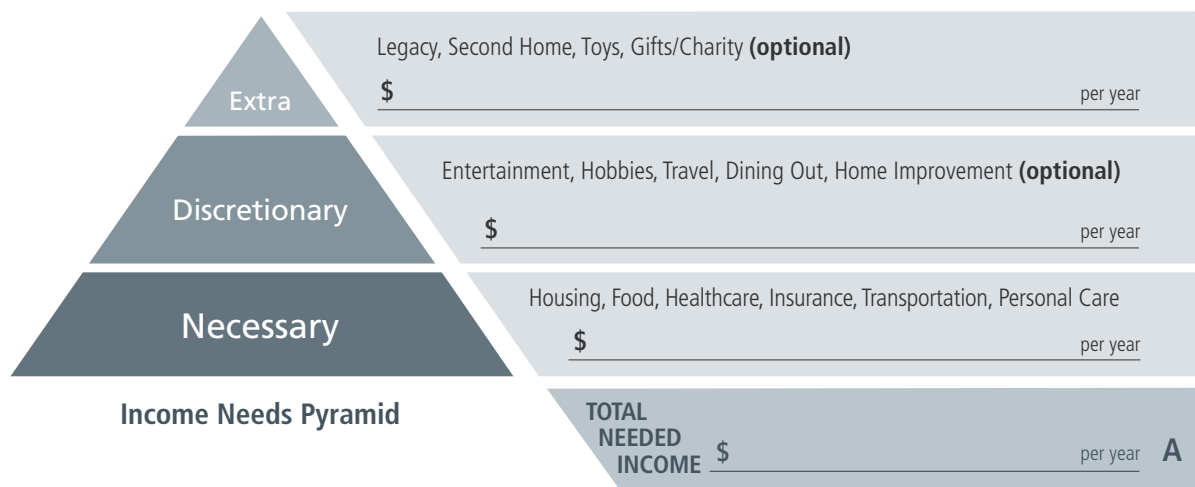 Legacy, Second Home, Toys, Gifts/Charity (optional)
Extra
$ per year
Entertainment, Hobbies, Travel, Dining Out, Home Improvement (optional)
Discretionary
$ per year
Housing, Food, Healthcare, Insurance, Transportation, Personal Care
Necessary
$ per year
Income Needs Pyramid
TOTAL
NEEDED
INCOME $ per year A